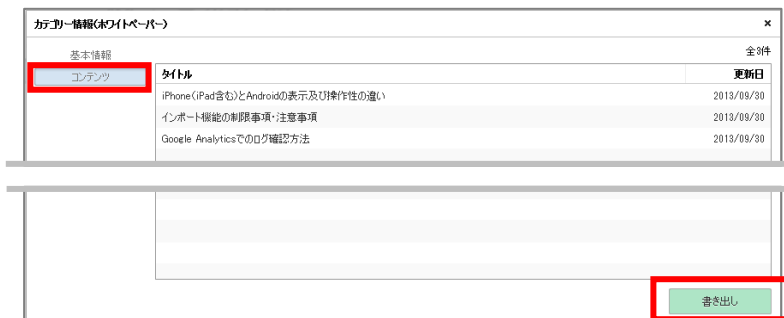 カテゴリー情報(ホワイトペーパー) ×
基本情報
全3件
コンテンツ
タイトル 更新日
iPhone(iPad含む)とAndroidの表示及び操作性の違い 2013/09/30
インポート機能の制限事項・注意事項 2013/09/30
Google Analyticsでのログ確認方法 2013/09/30
書き出し